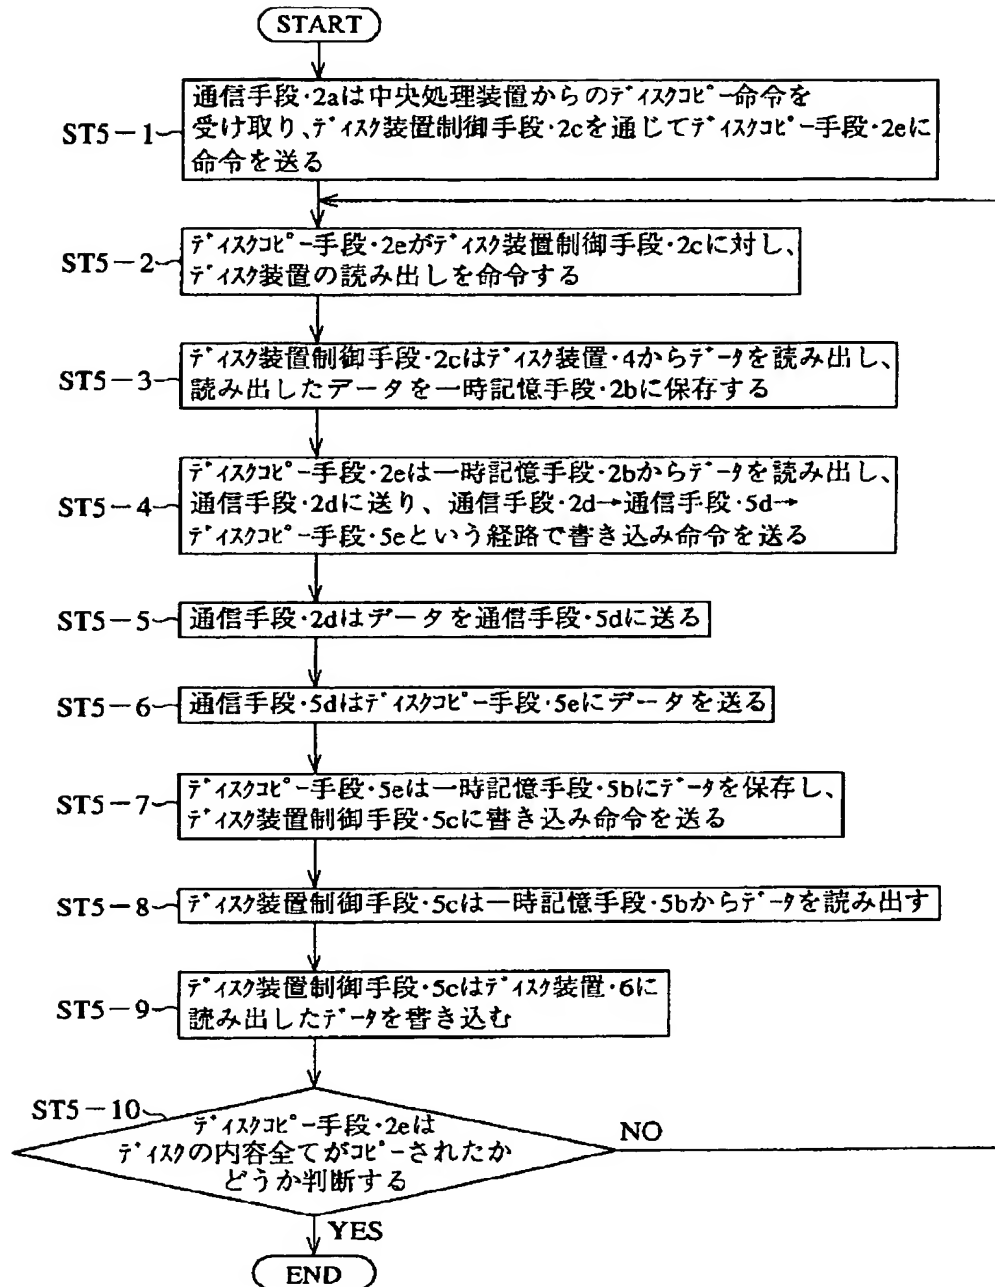 START
ST5-1
通信手段・2aは中央処理装置からのﾃﾞｨｽｸｺﾋﾟｰ命令を
受け取り、ﾃﾞｨｽｸ装置制御手段・2cを通じてﾃﾞｨｽｸｺﾋﾟｰ手段・2eに
命令を送る
ST5-2
ﾃﾞｨｽｸｺﾋﾟｰ手段・2eがﾃﾞｨｽｸ装置制御手段・2cに対し、
ﾃﾞｨｽｸ装置の読み出しを命令する
ST5-3
ﾃﾞｨｽｸ装置制御手段・2cはﾃﾞｨｽｸ装置・4からﾃﾞｰﾀを読み出し、
読み出したデータを一時記憶手段・2bに保存する
ST5-4
ﾃﾞｨｽｸｺﾋﾟｰ手段・2eは一時記憶手段・2bからﾃﾞｰﾀを読み出し、
通信手段・2dに送り、通信手段・2d→通信手段・5d→
ﾃﾞｨｽｸｺﾋﾟｰ手段・5eという経路で書き込み命令を送る
ST5-5
通信手段・2dはデータを通信手段・5dに送る
ST5-6
通信手段・5dはﾃﾞｨｽｸｺﾋﾟｰ手段・5eにデータを送る
ST5-7
ﾃﾞｨｽｸｺﾋﾟｰ手段・5eは一時記憶手段・5bにﾃﾞｰﾀを保存し、
ﾃﾞｨｽｸ装置制御手段・5cに書き込み命令を送る
ST5-8
ﾃﾞｨｽｸ装置制御手段・5cは一時記憶手段・5bからﾃﾞｰﾀを読み出す
ST5-9
ﾃﾞｨｽｸ装置制御手段・5cはﾃﾞｨｽｸ装置・6に
読み出したﾃﾞｰﾀを書き込む
ST5-10
ﾃﾞｨｽｸｺﾋﾟｰ手段・2eは
ﾃﾞｨｽｸの内容全てがｺﾋﾟｰされたか
どうか判断する
NO
YES
END